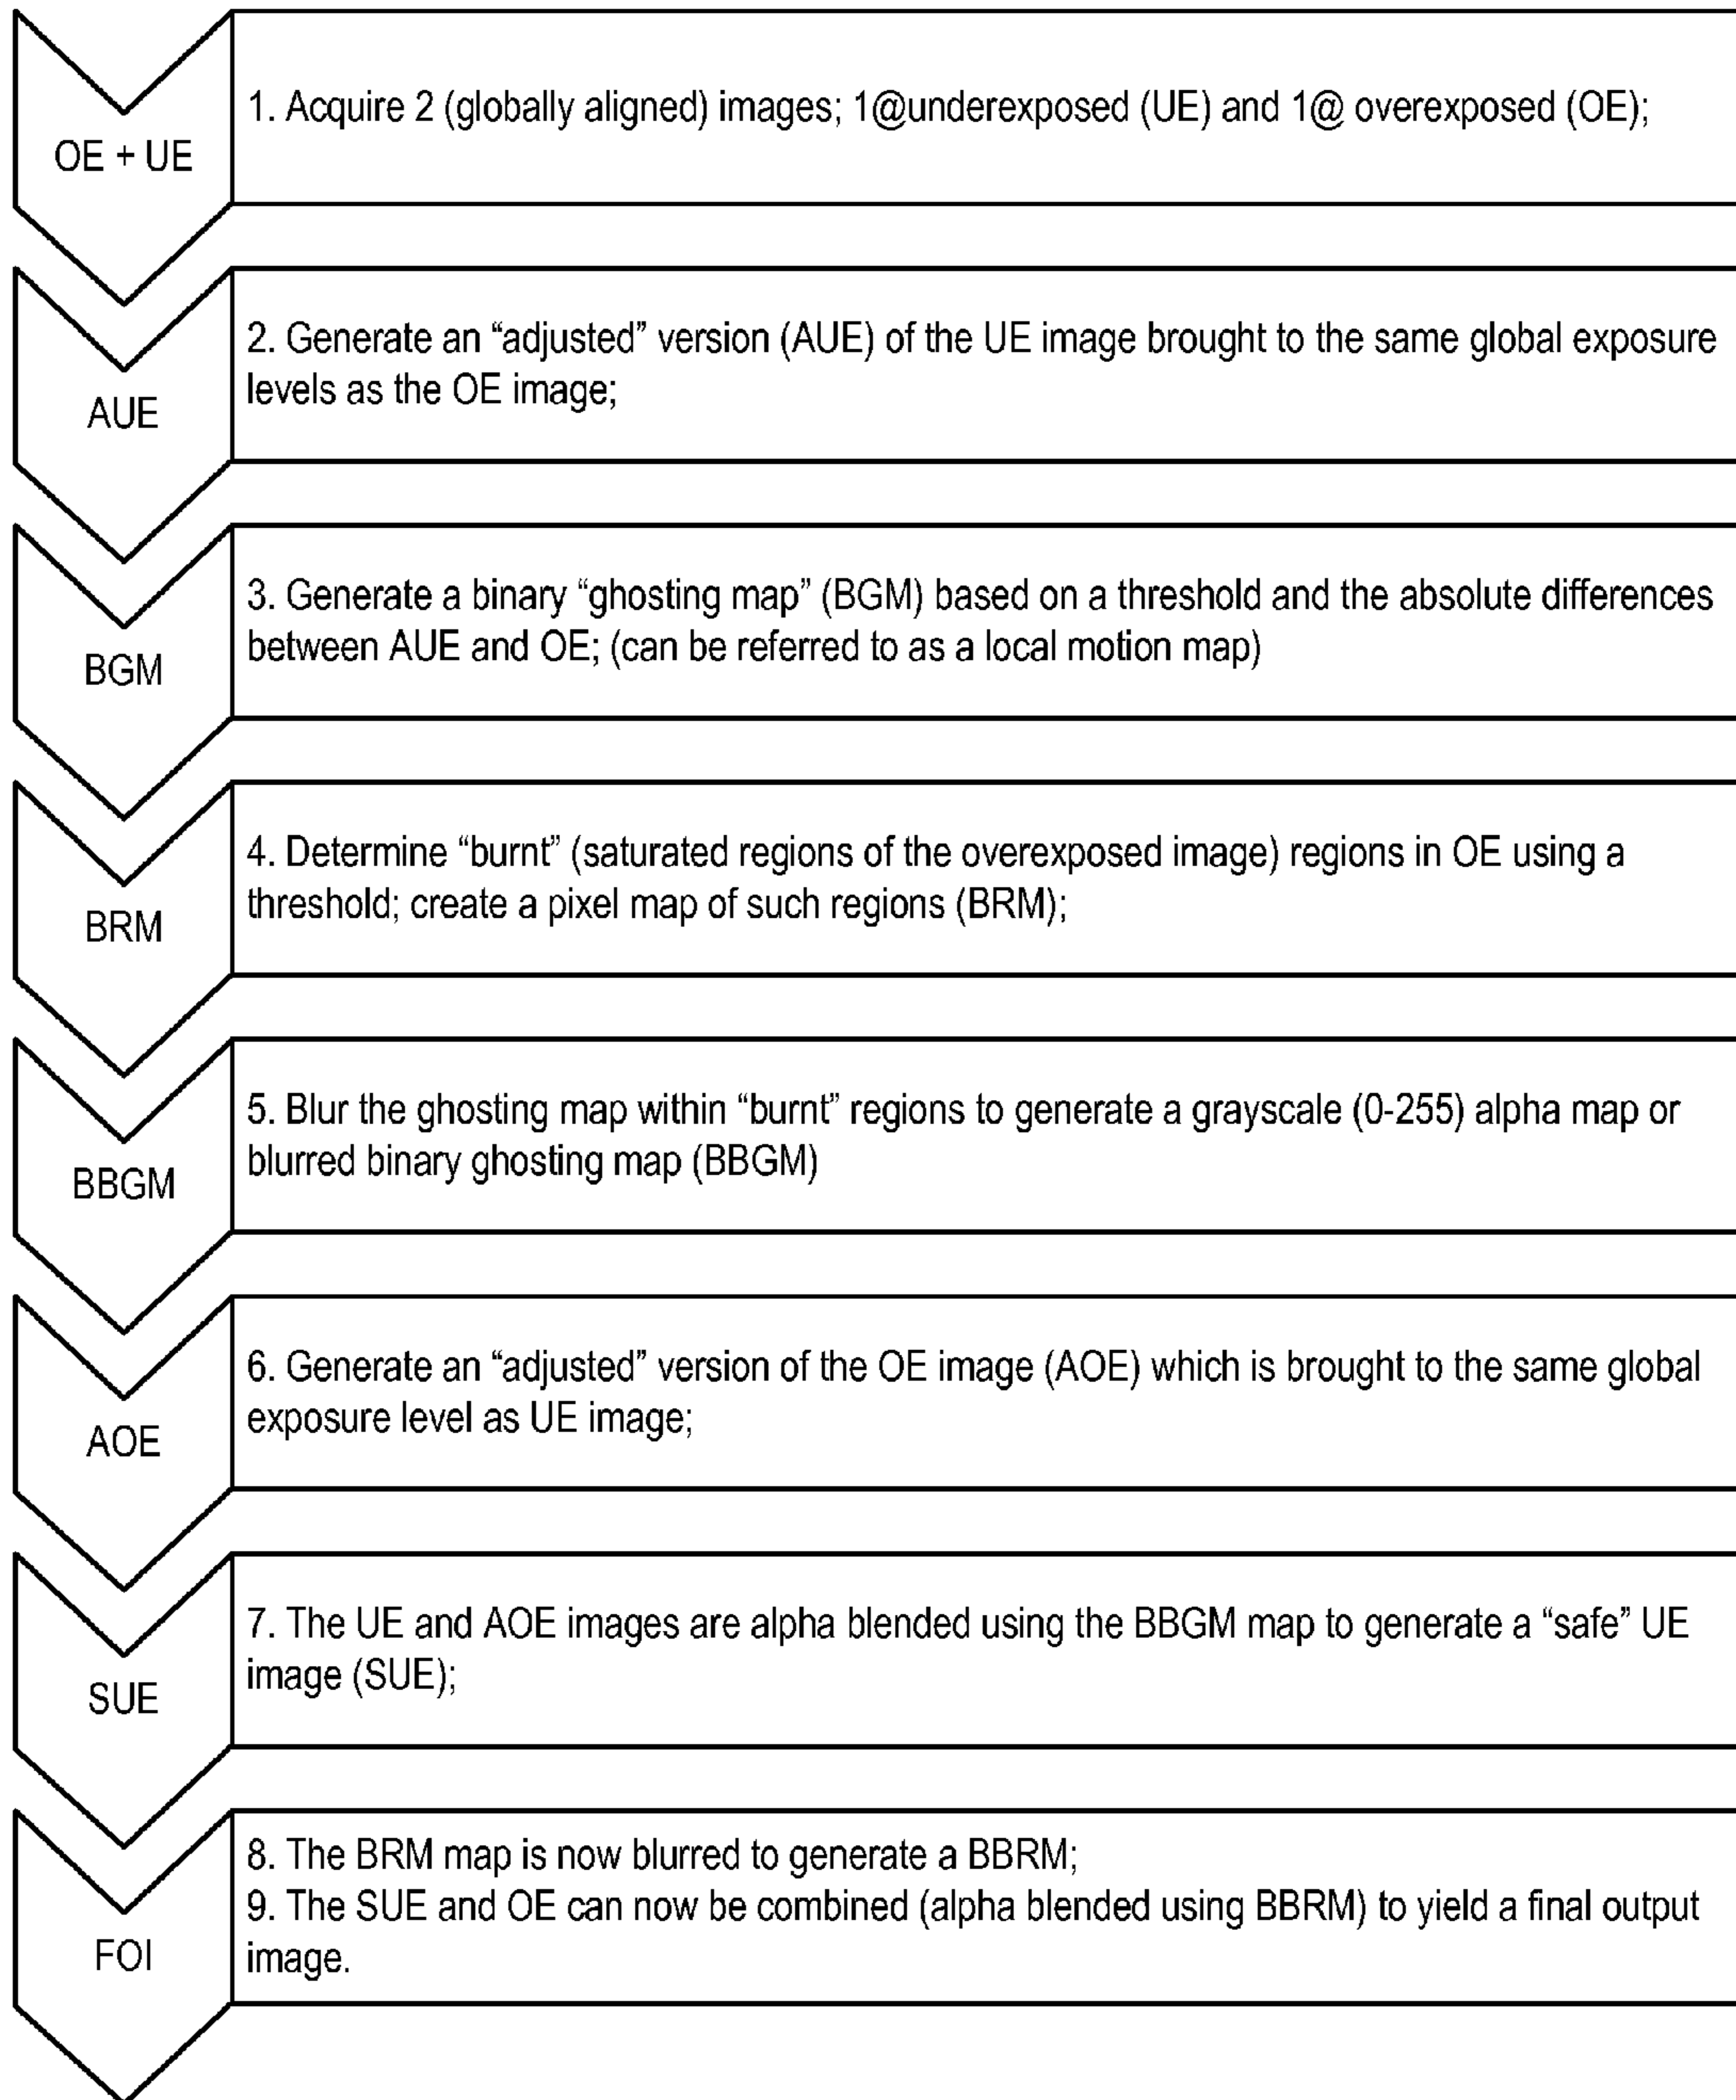 OE + UE
1. Acquire 2 (globally aligned) images; 1@underexposed (UE) and 1@ overexposed (OE);
AUE
2. Generate an “adjusted” version (AUE) of the UE image brought to the same global exposure
levels as the OE image;
BGM
3. Generate a binary “ghosting map” (BGM) based on a threshold and the absolute differences
between AUE and OE; (can be referred to as a local motion map)
BRM
4. Determine “burnt” (saturated regions of the overexposed image) regions in OE using a
threshold; create a pixel map of such regions (BRM);
BBGM
5. Blur the ghosting map within “burnt” regions to generate a grayscale (0-255) alpha map or
blurred binary ghosting map (BBGM)
AOE
6. Generate an “adjusted” version of the OE image (AOE) which is brought to the same global
exposure level as UE image;
SUE
7. The UE and AOE images are alpha blended using the BBGM map to generate a “safe” UE
image (SUE);
FOI
8. The BRM map is now blurred to generate a BBRM;
9. The SUE and OE can now be combined (alpha blended using BBRM) to yield a final output
image.